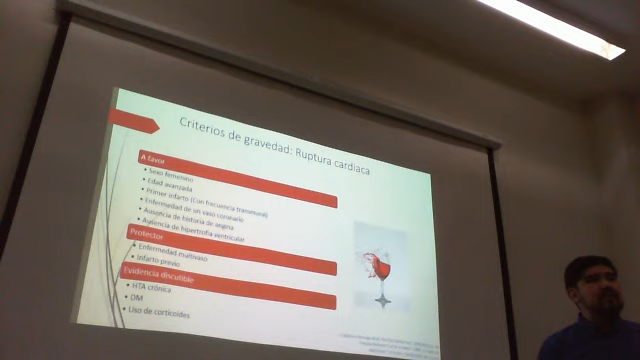 Criterios de gravedad: Ruptura cardiaca
A favor
• Sexo femenino
• Edad avanzada
• Primer infarto (Con frecuencia transmural)
• Enfermedad de un vaso coronario
• Ausencia de historia de angina
• Ausencia de hipertrofia ventricular
Protector
• Enfermedad multivaso
• Infarto previo
Evidencia discutible
• HTA crónica
• DM
• Uso de corticoides